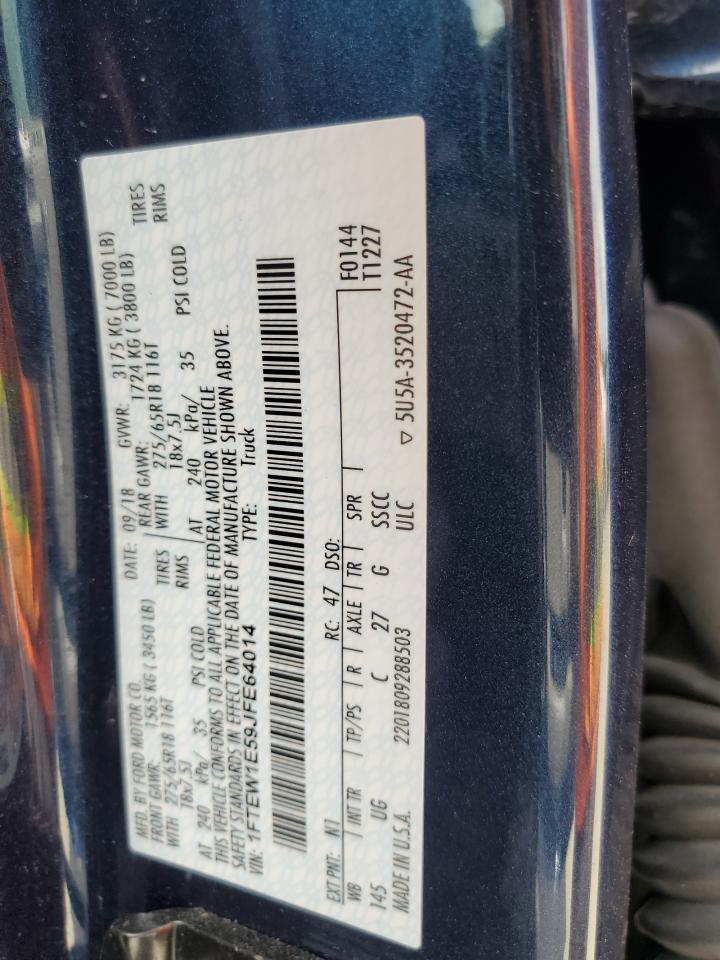 MFD. BY FORD MOTOR CO. DATE: 09/18 GVWR: 3175 KG ( 7000 LB)
FRONT GAWR: 1565 KG ( 3450 LB) REAR GAWR: 1724 KG ( 3800 LB)
WITH 275/65R18 116T TIRES WITH 275/65R18 116T TIRES
18x7.5J RIMS 18x7.5J RIMS
AT 240 kPa/ 35 PSI COLD AT 240 kPa/ 35 PSI COLD
THIS VEHICLE CONFORMS TO ALL APPLICABLE FEDERAL MOTOR VEHICLE
SAFETY STANDARDS IN EFFECT ON THE DATE OF MANUFACTURE SHOWN ABOVE.
VIN: 1FTEW1E59JFE64014 TYPE: Truck
EXT PNT: N1 RC: 47 DSO: F0144
WB INT TR TP/PS R AXLE TR SPR T1227
145 UG C 27 G SSCC
MADE IN U.S.A. 2201809288503 ULC ▽ 5U5A-3520472-AA